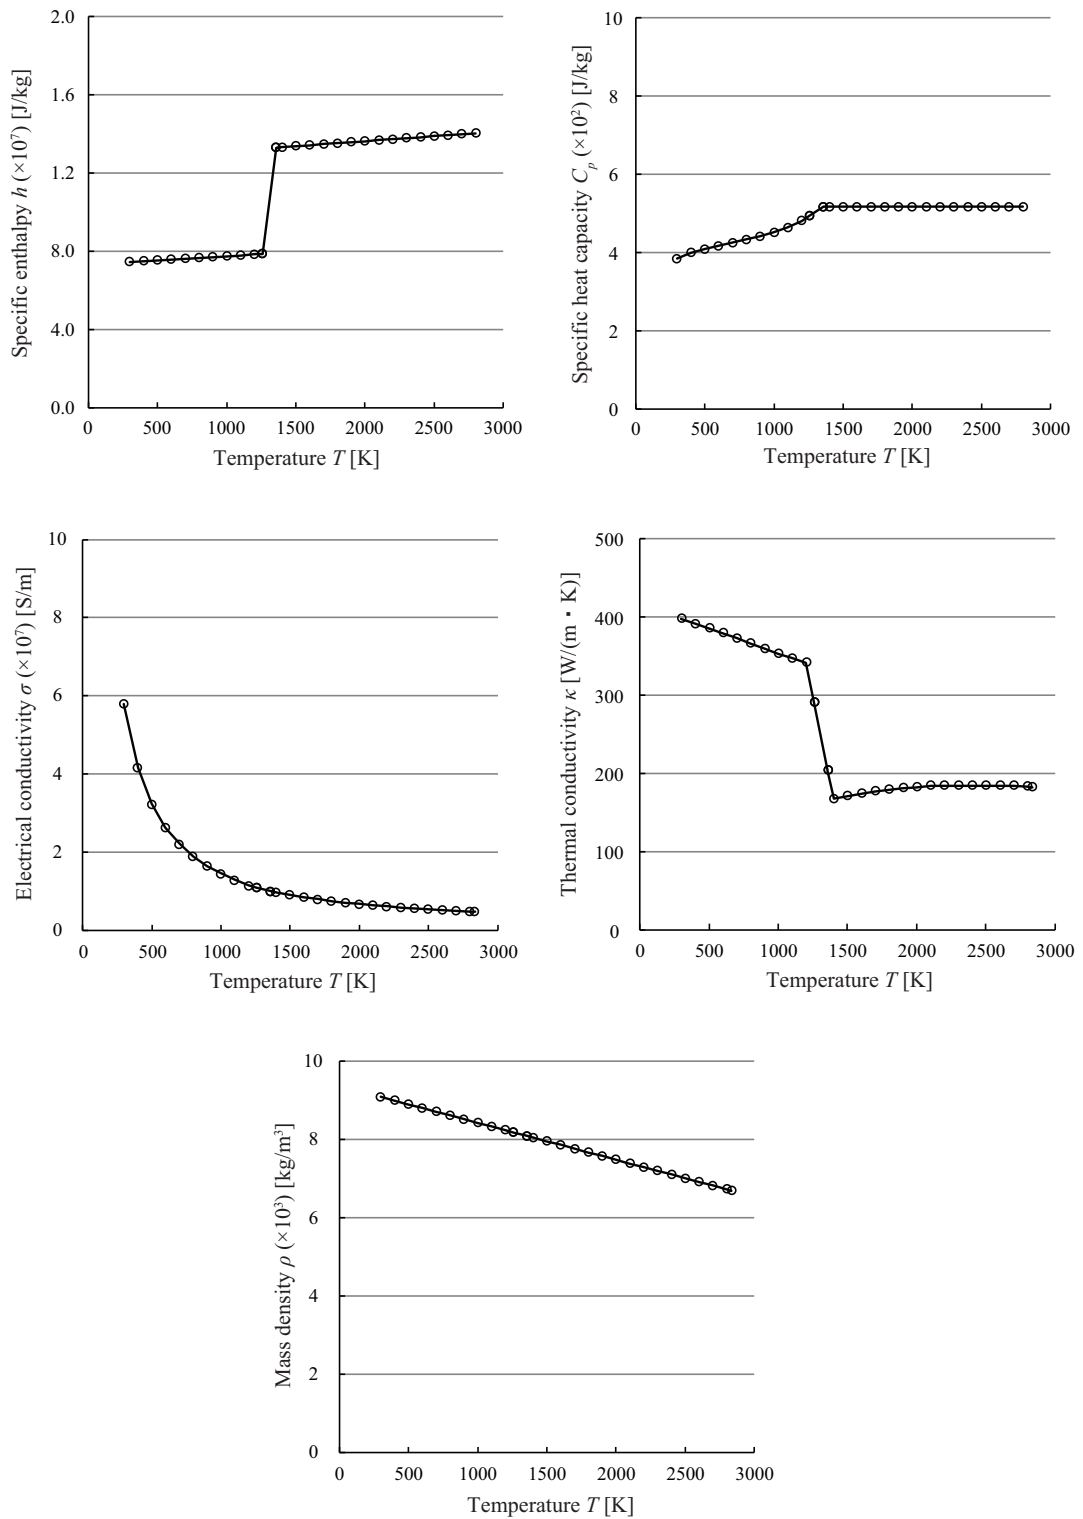 Specific enthalpy h (×10⁷) [J/kg]
2.0
1.6
1.2
8.0
4.0
0.0
0 500 1000 1500 2000 2500 3000
Temperature T [K]
Specific heat capacity Cₚ (×10²) [J/kg]
10
8
6
4
2
0
0 500 1000 1500 2000 2500 3000
Temperature T [K]
Electrical conductivity σ (×10⁷) [S/m]
10
8
6
4
2
0
0 500 1000 1500 2000 2500 3000
Temperature T [K]
Thermal conductivity κ [W/(m・K)]
500
400
300
200
100
0
0 500 1000 1500 2000 2500 3000
Temperature T [K]
Mass density ρ (×10³) [kg/m³]
10
8
6
4
2
0
0 500 1000 1500 2000 2500 3000
Temperature T [K]